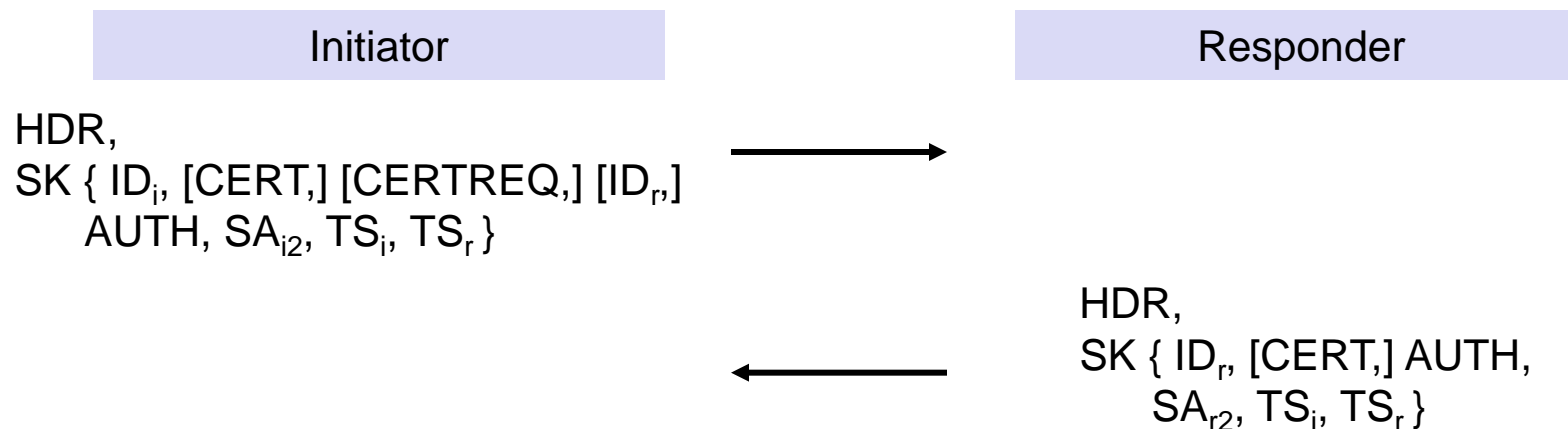 Initiator
Responder
HDR,
SK { IDᵢ, [CERT,] [CERTREQ,] [IDᵣ,]
AUTH, SAᵢ₂, TSᵢ, TSᵣ }
HDR,
SK { IDᵣ, [CERT,] AUTH,
SAᵣ₂, TSᵢ, TSᵣ }